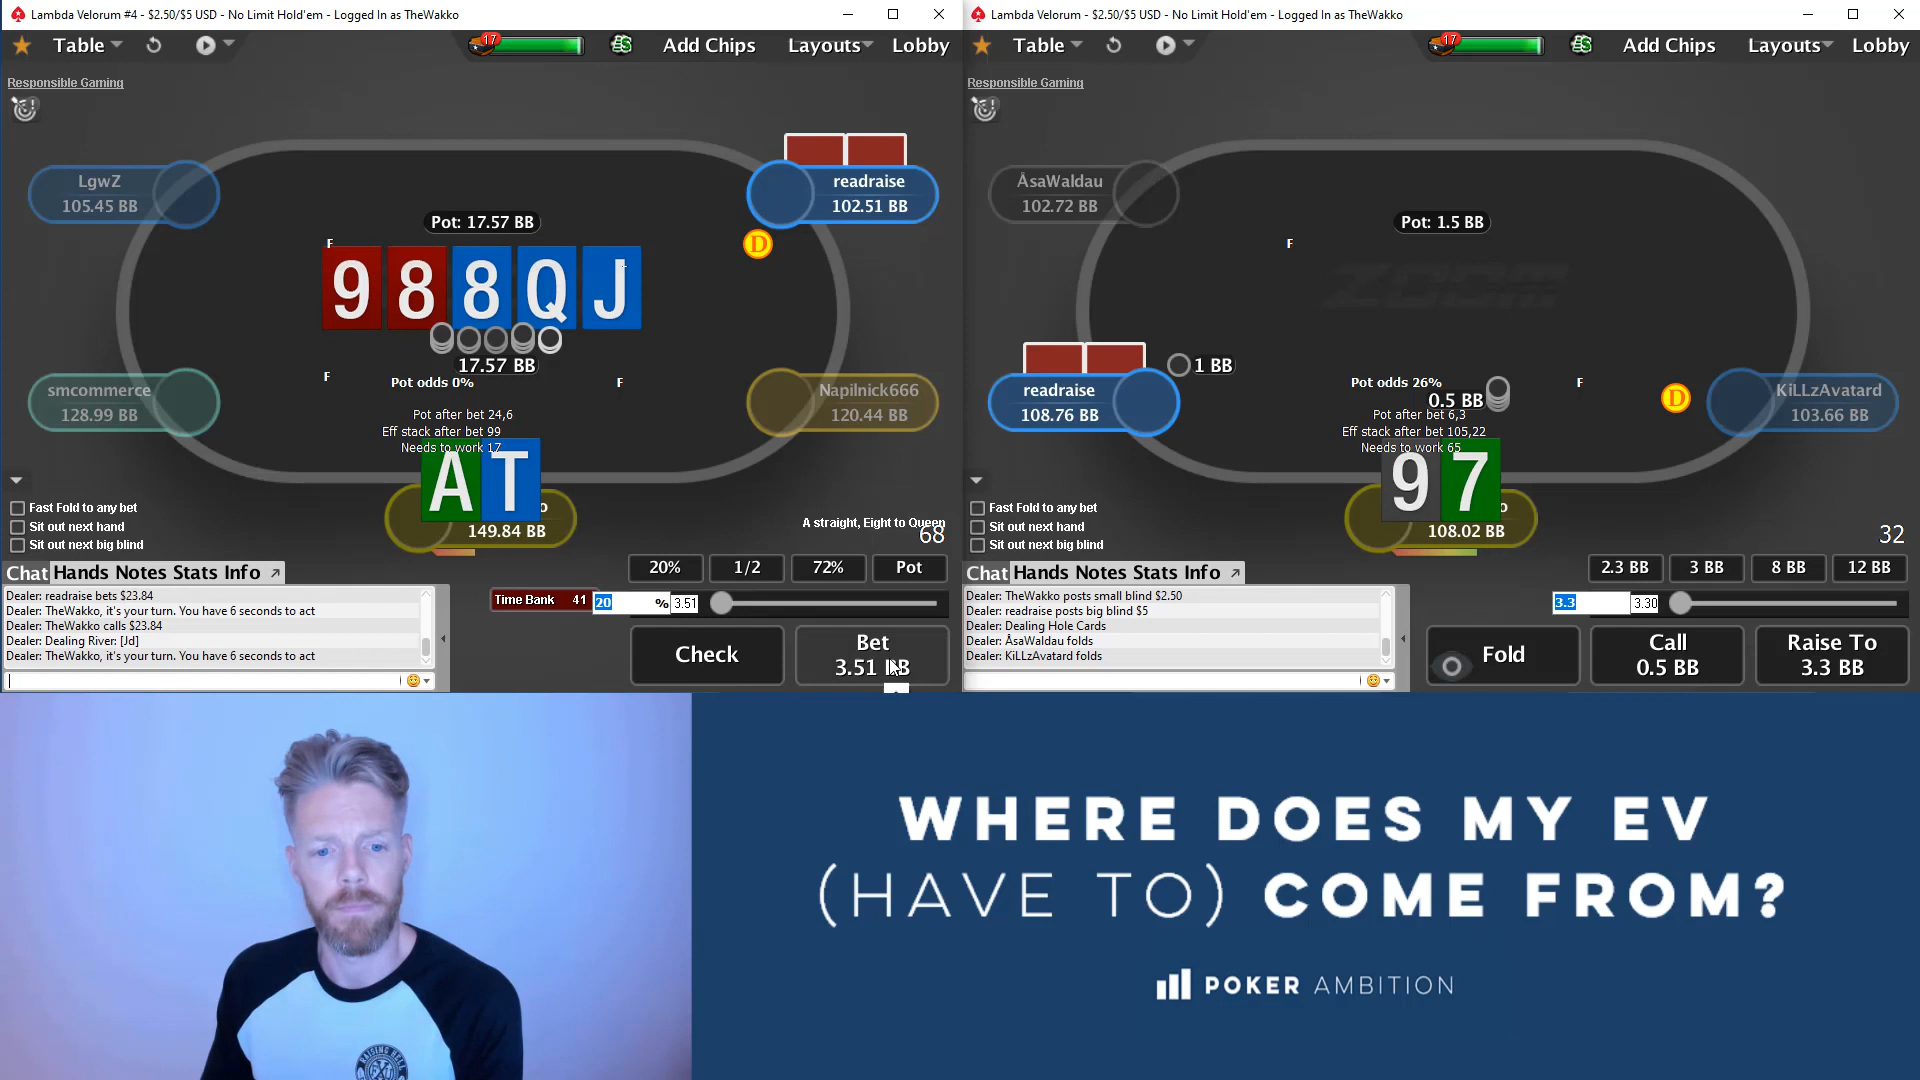 Lambda Velorum #4 - $2.50/$5 USD - No Limit Hold'em - Logged In as TheWakko
Table
17
Add Chips
Layouts
Lobby
Responsible Gaming
LgwZ
105.45 BB
readraise
102.51 BB
Pot: 17.57 BB
D
F
9 8 8 Q J
17.57 BB
smcommerce
128.99 BB
Napilnick666
120.44 BB
F
Pot odds 0%
F
Pot after bet 24,6
Eff stack after bet 99
Needs to work 17
A T
149.84 BB
Fast Fold to any bet
Sit out next hand
Sit out next big blind
A straight, Eight to Queen
68
20%
1/2
72%
Pot
Chat
Hands Notes Stats Info
Time Bank 41
20 %
3.51
Dealer: readraise bets $23.84
Dealer: TheWakko, it's your turn. You have 6 seconds to act
Dealer: TheWakko calls $23.84
Dealer: Dealing River: [Jd]
Dealer: TheWakko, it's your turn. You have 6 seconds to act
Check
Bet
3.51 BB
Lambda Velorum - $2.50/$5 USD - No Limit Hold'em - Logged In as TheWakko
Table
17
Add Chips
Layouts
Lobby
Responsible Gaming
ÅsaWaldau
102.72 BB
Pot: 1.5 BB
F
ZOOM
readraise
108.76 BB
1 BB
KiLLzAvatard
103.66 BB
D
Pot odds 26%
F
0.5 BB
Pot after bet 6,3
Eff stack after bet 105,22
Needs to work 65
9 7
108.02 BB
Fast Fold to any bet
Sit out next hand
Sit out next big blind
32
2.3 BB
3 BB
8 BB
12 BB
Chat
Hands Notes Stats Info
3.3
3.30
Dealer: TheWakko posts small blind $2.50
Dealer: readraise posts big blind $5
Dealer: Dealing Hole Cards
Dealer: ÅsaWaldau folds
Dealer: KiLLzAvatard folds
Fold
Call
0.5 BB
Raise To
3.3 BB
WHERE DOES MY EV
(HAVE TO) COME FROM?
POKER AMBITION